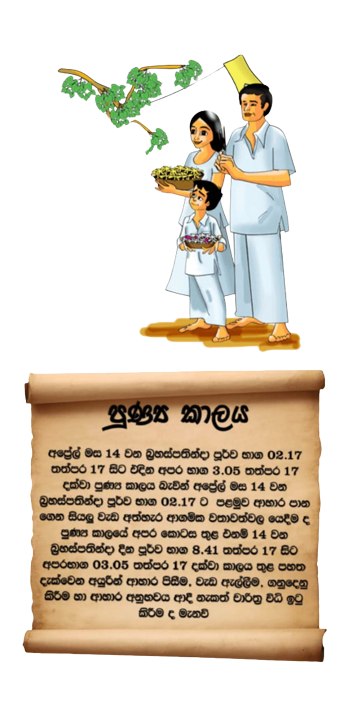 පුණ්‍ය කාලය
අප්‍රේල් මස 14 වන බ්‍රහස්පතින්දා පූර්ව භාග 02.17
තත්පර 17 සිට එදින අපර භාග 3.05 තත්පර 17
දක්වා පුණ්‍ය කාලය බැවින් අප්‍රේල් මස 14 වන
බ්‍රහස්පතින්දා පූර්ව භාග 02.17 ට පළමුව ආහාර පාන
ගෙන සියලු වැඩ අත්හැර ආගමික වතාවත්වල යෙදීම ද
පුණ්‍ය කාලයේ අපර කොටස තුළ එනම් 14 වන
බ්‍රහස්පතින්දා දින පූර්ව භාග 8.41 තත්පර 17 සිට
අපරභාග 03.05 තත්පර 17 දක්වා කාලය තුළ පහත
දැක්වෙන අයුරින් ආහාර පිසීම, වැඩ ඇල්ලීම, ගනුදෙනු
කිරීම හා ආහාර අනුභවය ආදී නැකත් චාරිත්‍ර විධි ඉටු
කිරීම ද මැනවි